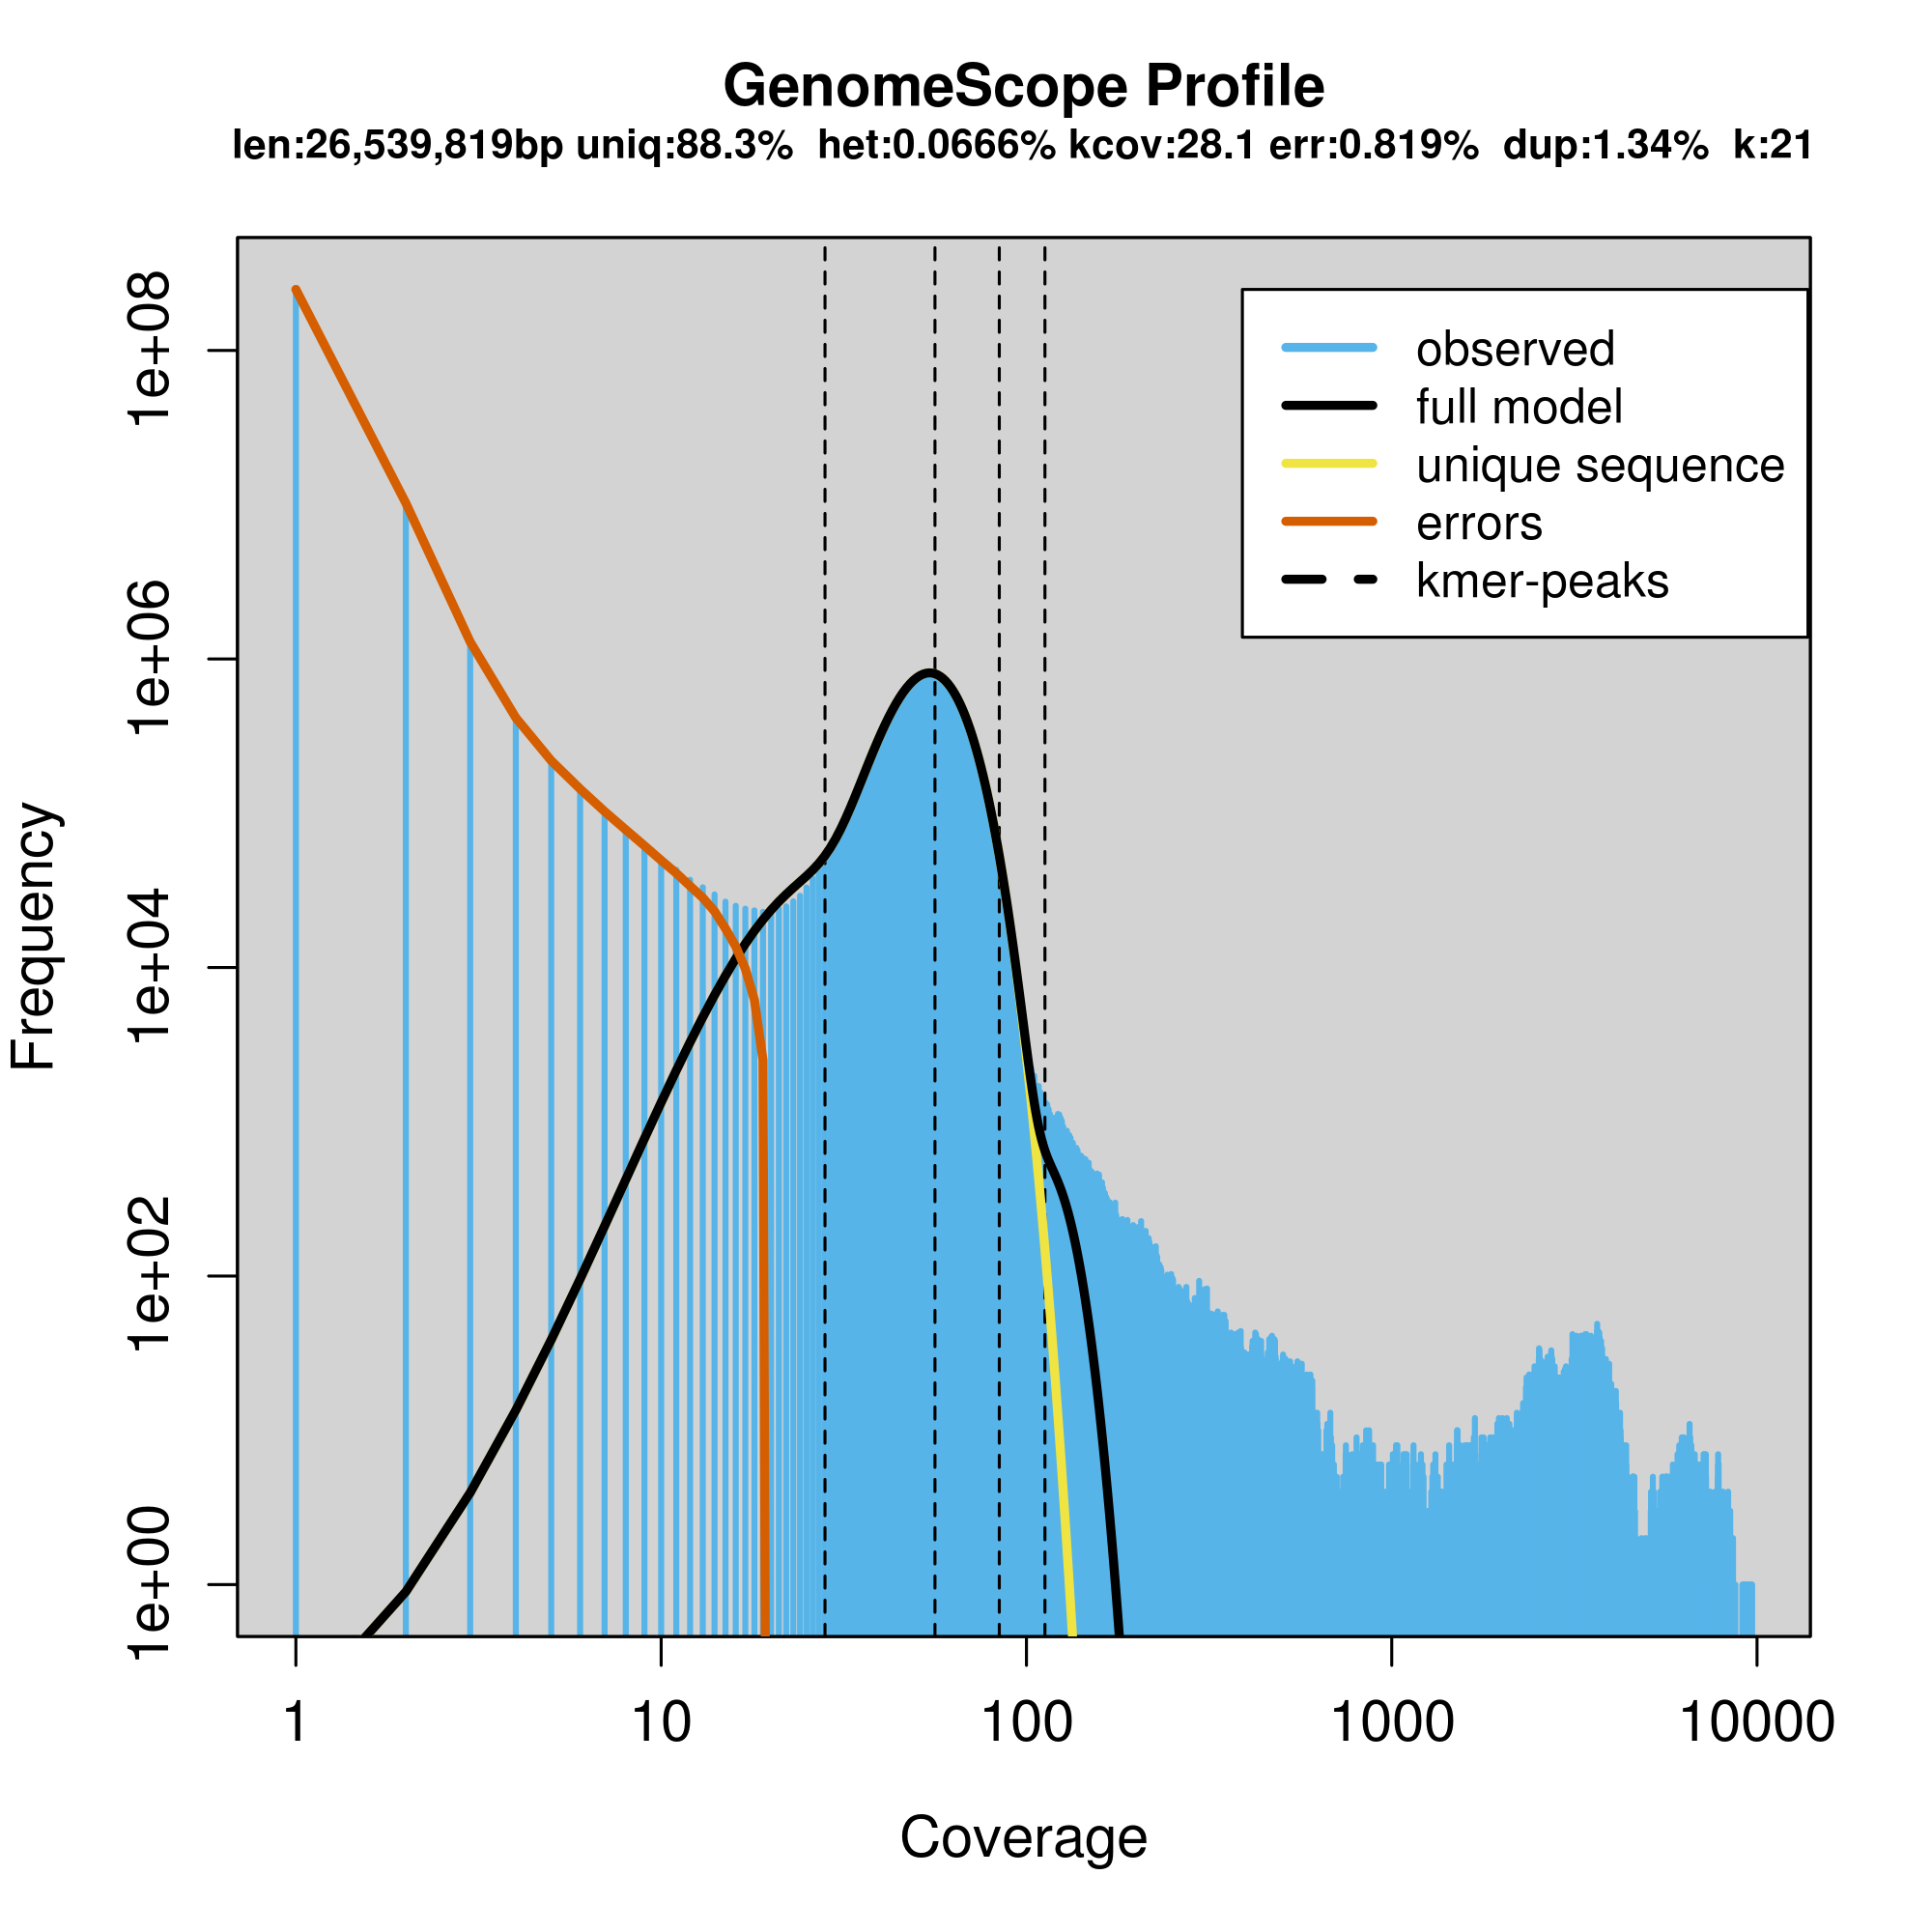 GenomeScope Profile
len:26,539,819bp uniq:88.3% het:0.0666% kcov:28.1 err:0.819% dup:1.34% k:21
observed
full model
unique sequence
errors
kmer-peaks
Frequency
1e+08
1e+06
1e+04
1e+02
1e+00
1 10 100 1000 10000
Coverage